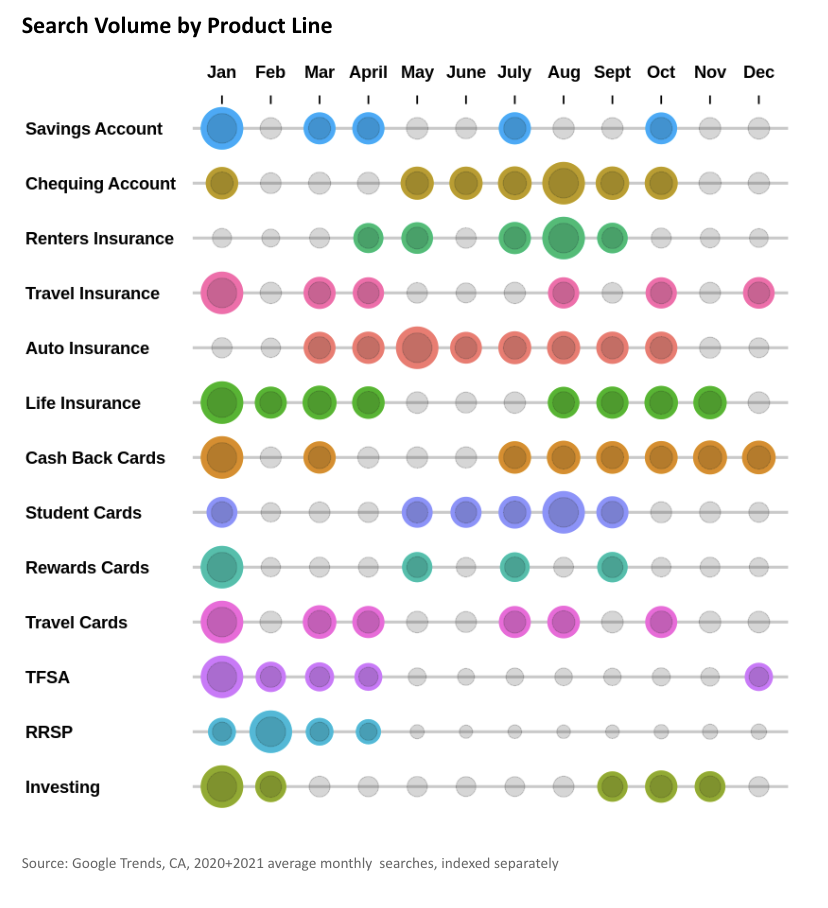 Search Volume by Product Line
Jan Feb Mar April May June July Aug Sept Oct Nov Dec
Savings Account
Chequing Account
Renters Insurance
Travel Insurance
Auto Insurance
Life Insurance
Cash Back Cards
Student Cards
Rewards Cards
Travel Cards
TFSA
RRSP
Investing
Source: Google Trends, CA, 2020+2021 average monthly  searches, indexed separately